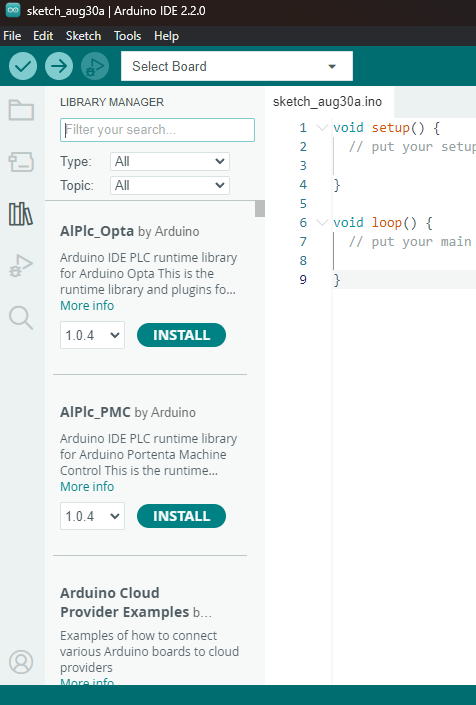 sketch_aug30a | Arduino IDE 2.2.0
File Edit Sketch Tools Help
Select Board
LIBRARY MANAGER
Filter your search...
Type: All
Topic: All
AlPlc_Opta by Arduino
Arduino IDE PLC runtime library
for Arduino Opta This is the
runtime library and plugins fo...
More info
1.0.4 INSTALL
AlPlc_PMC by Arduino
Arduino IDE PLC runtime library
for Arduino Portenta Machine
Control This is the runtime...
More info
1.0.4 INSTALL
Arduino Cloud
Provider Examples b...
Examples of how to connect
various Arduino boards to cloud
providers
More info
sketch_aug30a.ino
1 void setup() {
2 // put your setup
3
4 }
5
6 void loop() {
7 // put your main
8
9 }